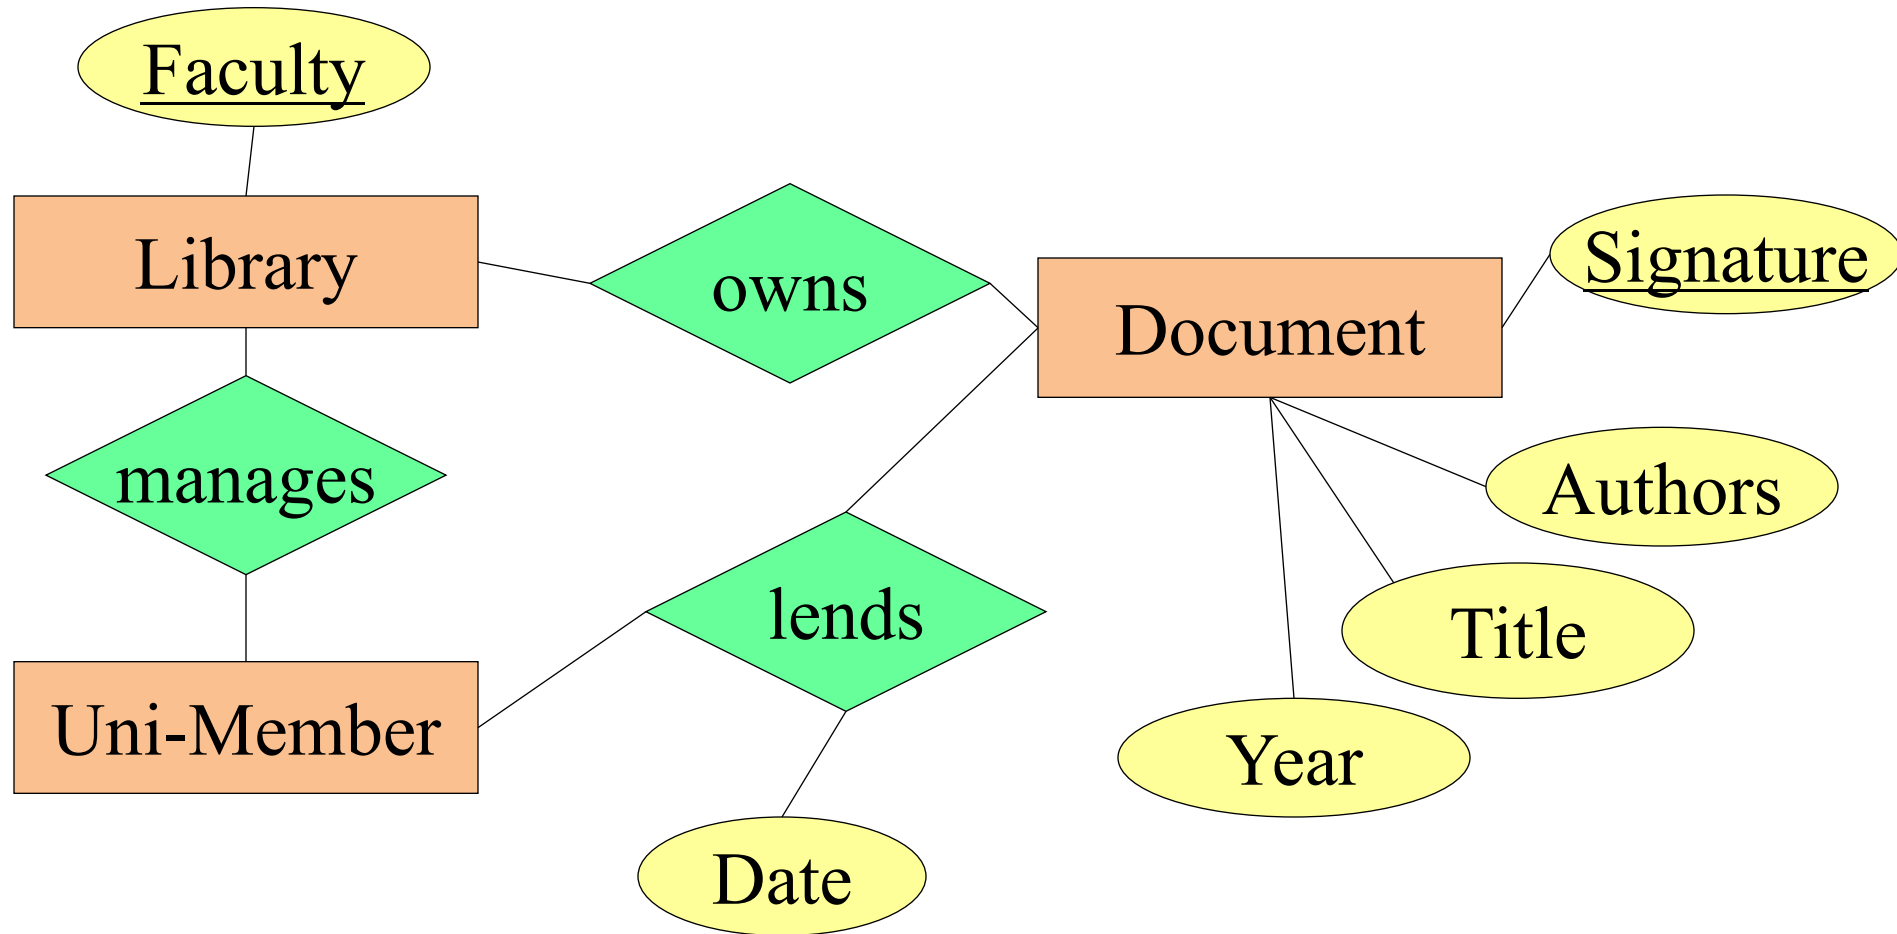 Faculty
Library
owns
Signature
Document
manages
Authors
lends
Title
Uni-Member
Year
Date